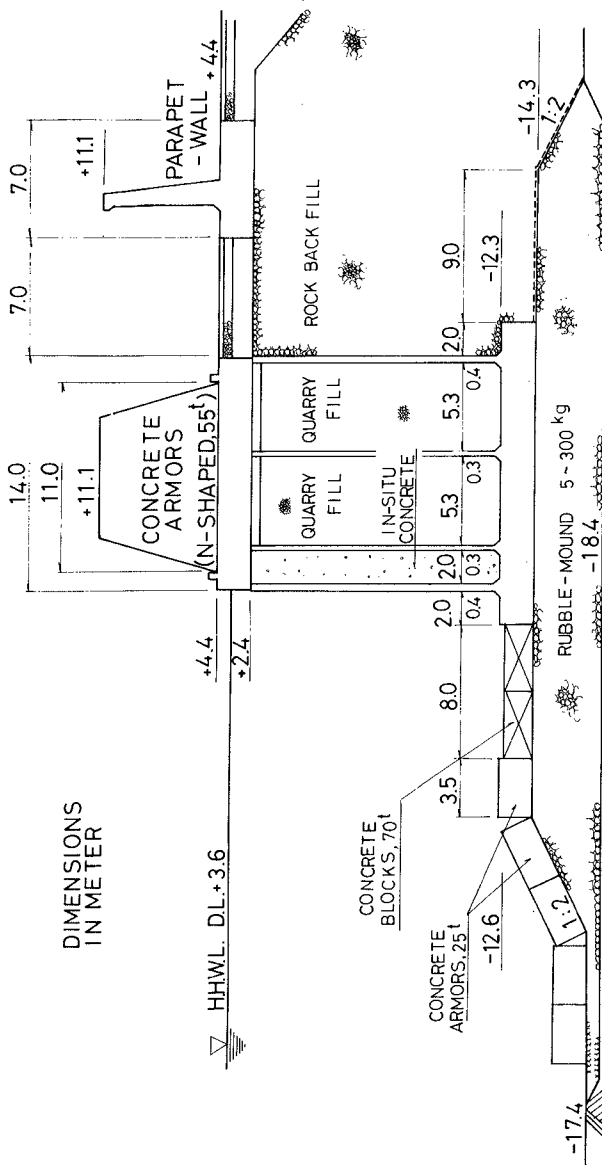 DIMENSIONS
IN METER
H.H.W.L. D.L.+3.6
14.0
11.0
+11.1
CONCRETE
ARMORS
(N-SHAPED, 55t)
7.0
7.0
+11.1
PARAPET
-WALL
+4.4
+4.4
+2.4
QUARRY
FILL
QUARRY
FILL
IN-SITU
CONCRETE
ROCK BACK FILL
CONCRETE
BLOCKS, 70t
CONCRETE
ARMORS, 25t
-12.6
3.5
8.0
2.0
2.0
5.3
5.3
2.0
9.0
0.4
0.3
0.3
0.4
-12.3
-14.3
1:2
1:2
RUBBLE-MOUND 5~300 kg
-17.4
-18.4